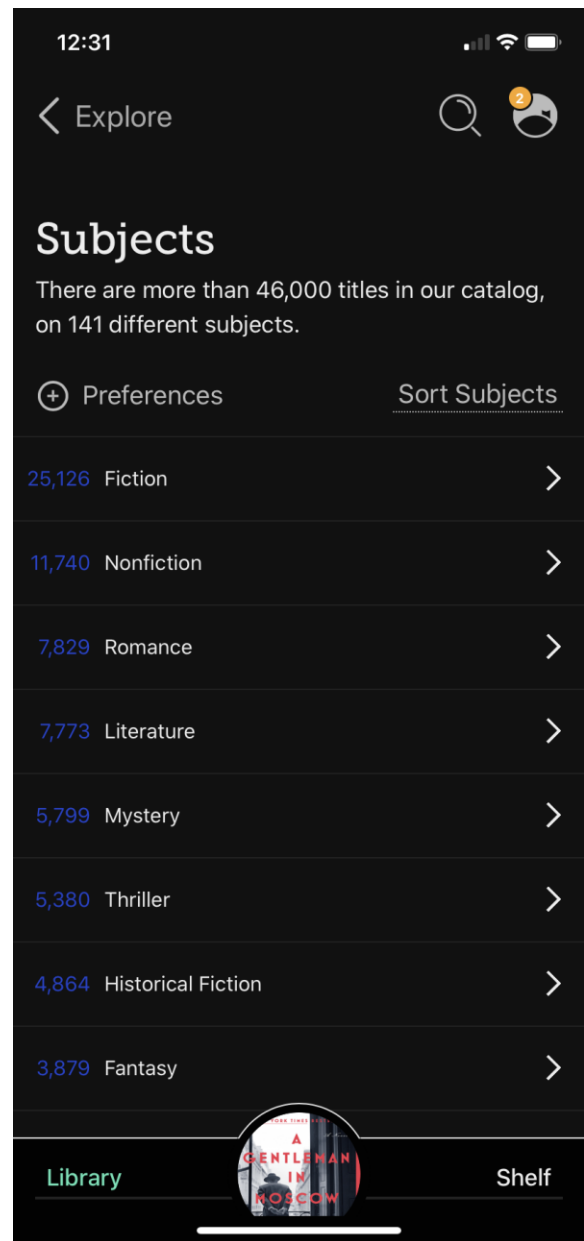 12:31
Explore
2
Subjects
There are more than 46,000 titles in our catalog,
on 141 different subjects.
Preferences
Sort Subjects
25,126 Fiction
11,740 Nonfiction
7,829 Romance
7,773 Literature
5,799 Mystery
5,380 Thriller
4,864 Historical Fiction
3,879 Fantasy
A
GENTLEMAN
IN
MOSCOW
Library
Shelf